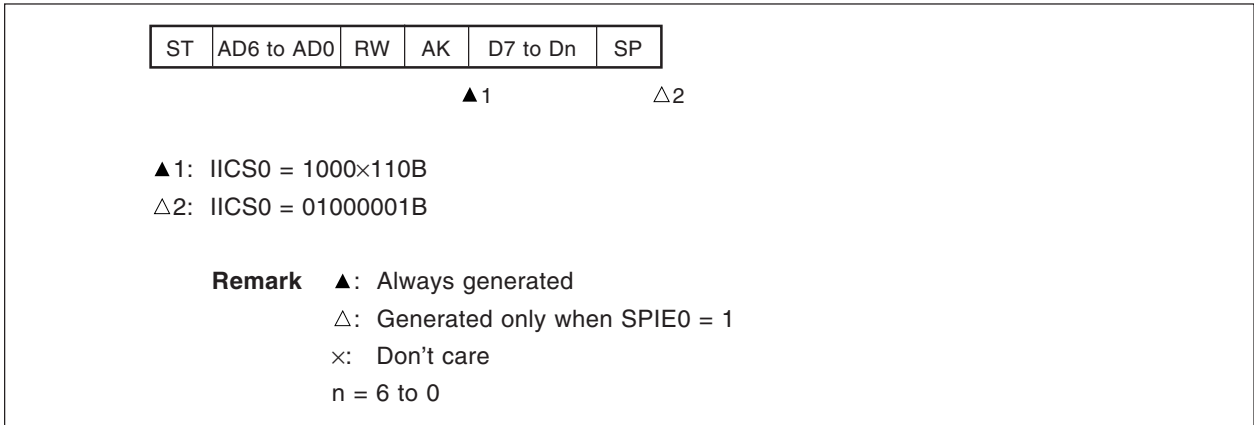 ST AD6 to AD0 RW AK D7 to Dn SP
▲1 △2
▲1: IICS0 = 1000×110B
△2: IICS0 = 01000001B
Remark ▲: Always generated
△: Generated only when SPIE0 = 1
×: Don't care
n = 6 to 0